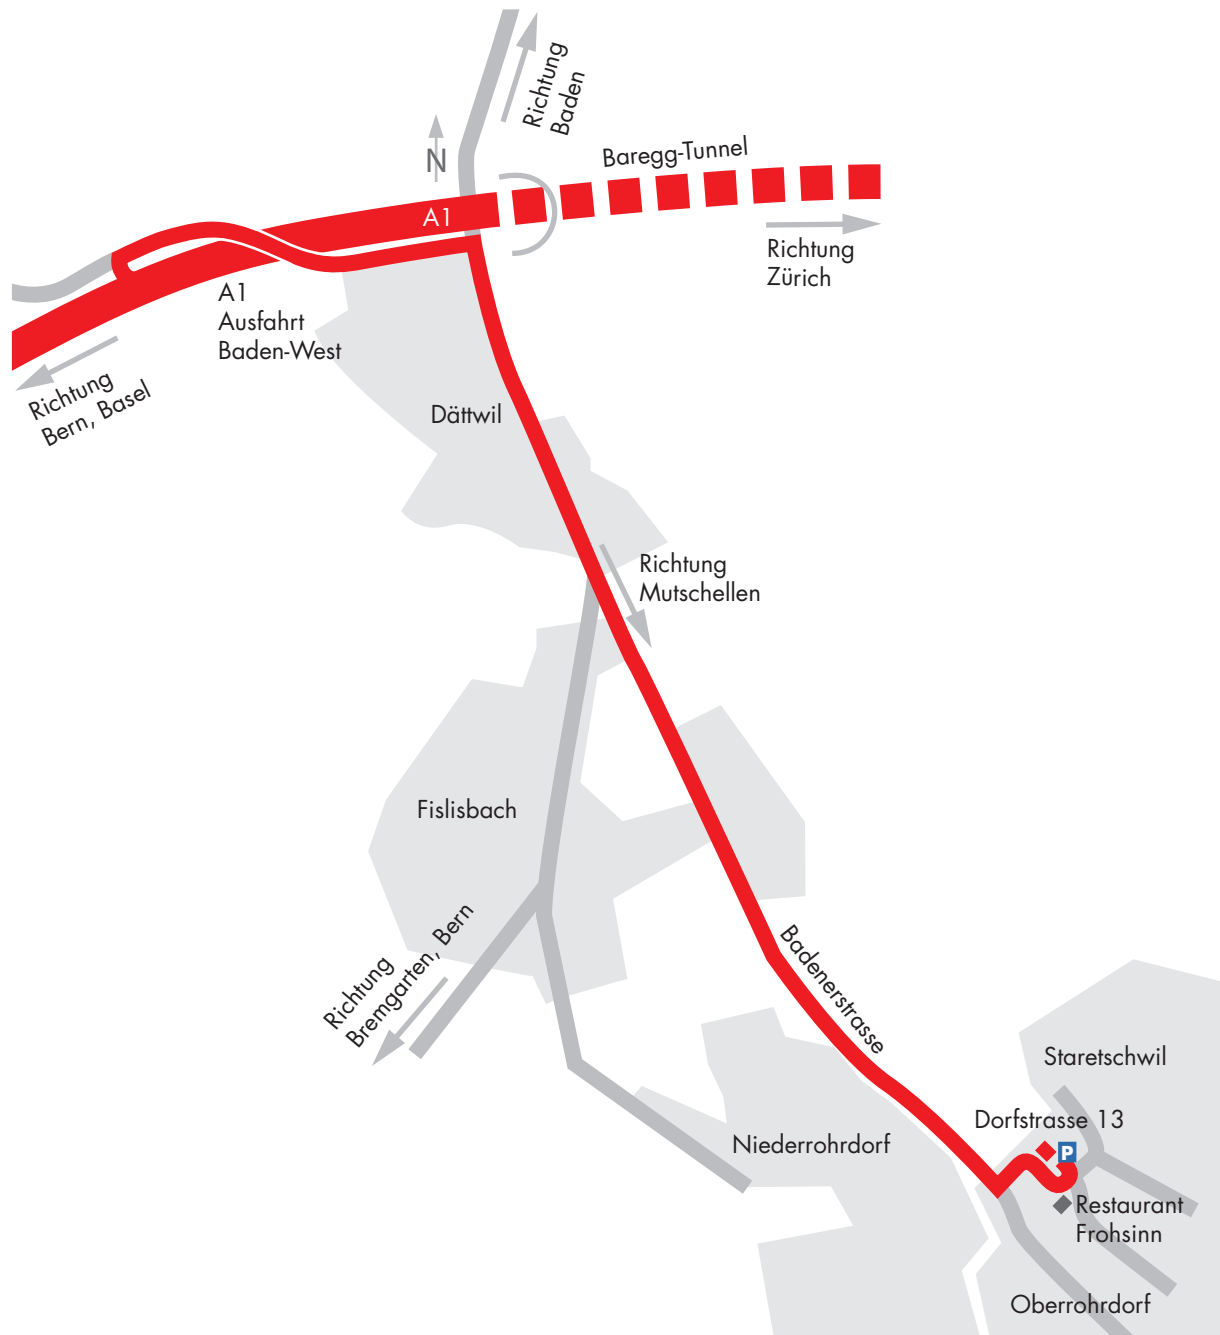 Richtung
Baden
N
Baregg-Tunnel
A1
Richtung
Zürich
A1
Ausfahrt
Baden-West
Richtung
Bern, Basel
Dättwil
Richtung
Mutschellen
Fislisbach
Richtung
Bremgarten, Bern
Badenerstrasse
Staretschwil
Dorfstrasse 13
P
Niederrohrdorf
Restaurant
Frohsinn
Oberrohrdorf